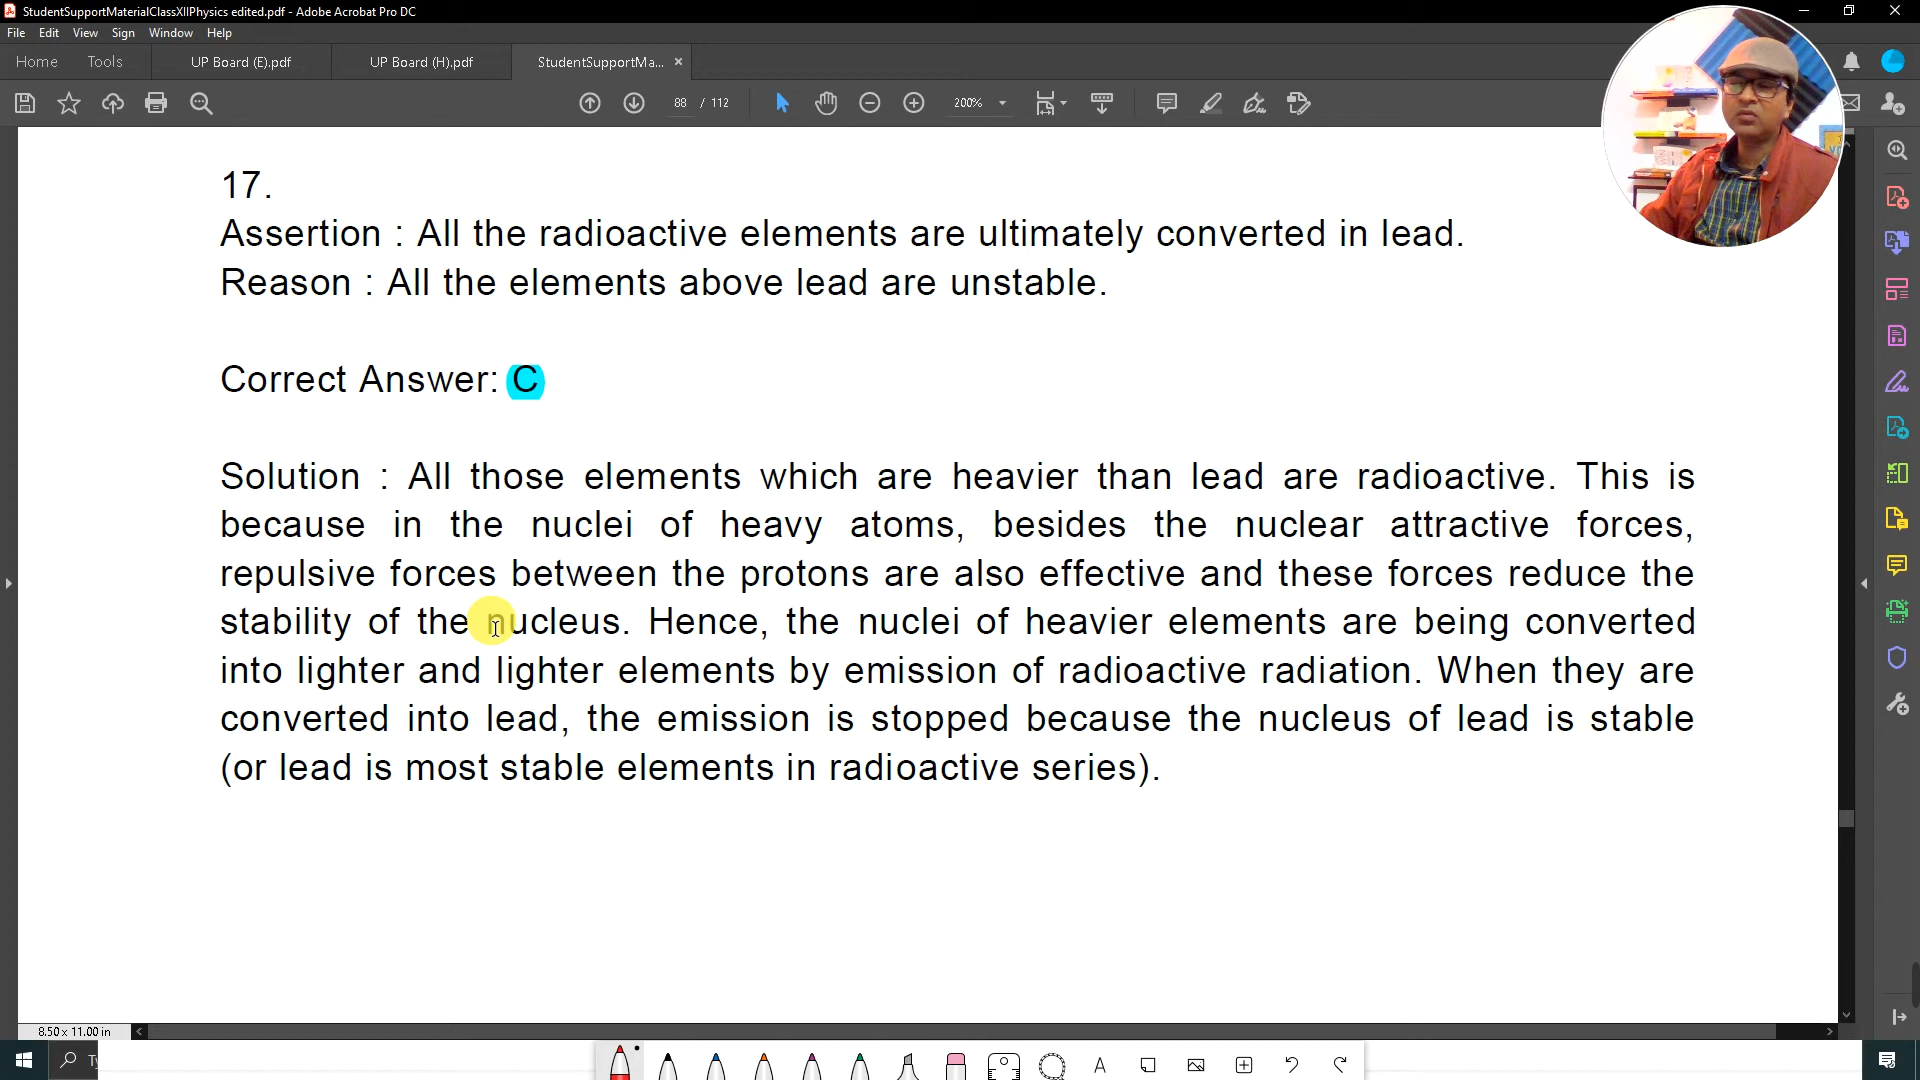 StudentSupportMaterialClassXIIPhysics edited.pdf - Adobe Acrobat Pro DC
File Edit View Sign Window Help
Home Tools UP Board (E).pdf UP Board (H).pdf StudentSupportMa... ×
88 / 112 200%
17.
Assertion : All the radioactive elements are ultimately converted in lead.
Reason : All the elements above lead are unstable.
Correct Answer: C
Solution : All those elements which are heavier than lead are radioactive. This is
because in the nuclei of heavy atoms, besides the nuclear attractive forces,
repulsive forces between the protons are also effective and these forces reduce the
stability of the nucleus. Hence, the nuclei of heavier elements are being converted
into lighter and lighter elements by emission of radioactive radiation. When they are
converted into lead, the emission is stopped because the nucleus of lead is stable
(or lead is most stable elements in radioactive series).
8.50 x 11.00 in